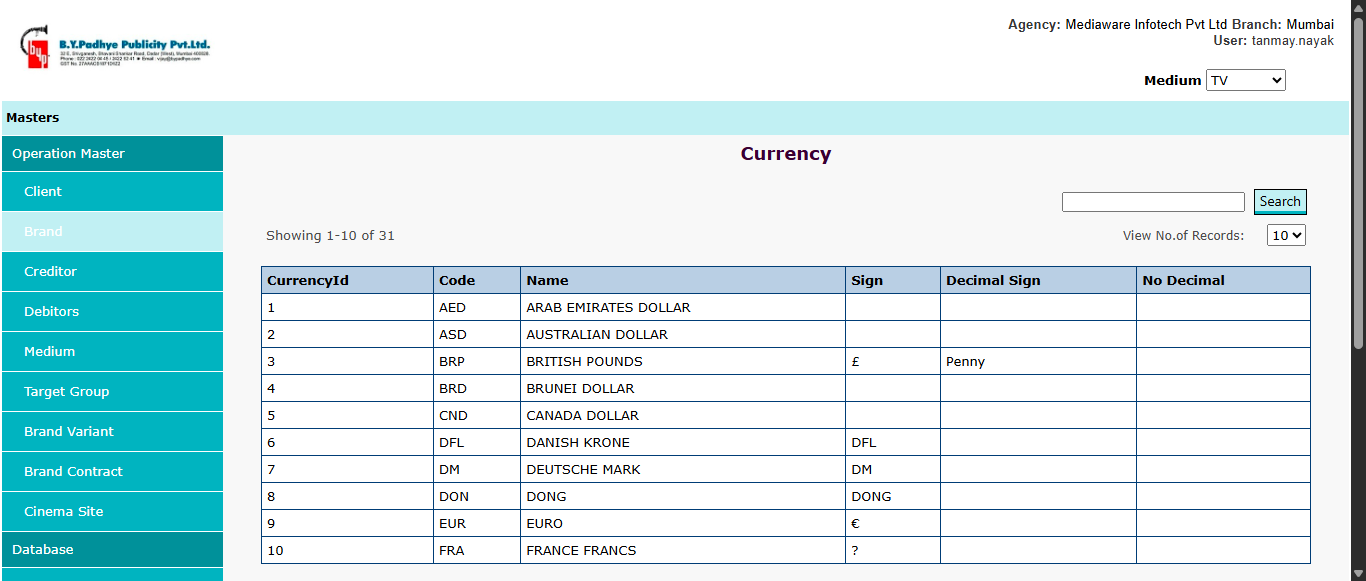 Agency: Mediaware Infotech Pvt Ltd Branch: Mumbai
User: tanmay.nayak
B.Y.Padhye Publicity Pvt.Ltd.
Medium TV
Masters
Operation Master
Client
Brand
Creditor
Debitors
Medium
Target Group
Brand Variant
Brand Contract
Cinema Site
Database
Currency
Search
Showing 1-10 of 31 View No.of Records: 10
CurrencyId Code Name Sign Decimal Sign No Decimal
1 AED ARAB EMIRATES DOLLAR
2 ASD AUSTRALIAN DOLLAR
3 BRP BRITISH POUNDS £ Penny
4 BRD BRUNEI DOLLAR
5 CND CANADA DOLLAR
6 DFL DANISH KRONE DFL
7 DM DEUTSCHE MARK DM
8 DON DONG DONG
9 EUR EURO €
10 FRA FRANCE FRANCS ?